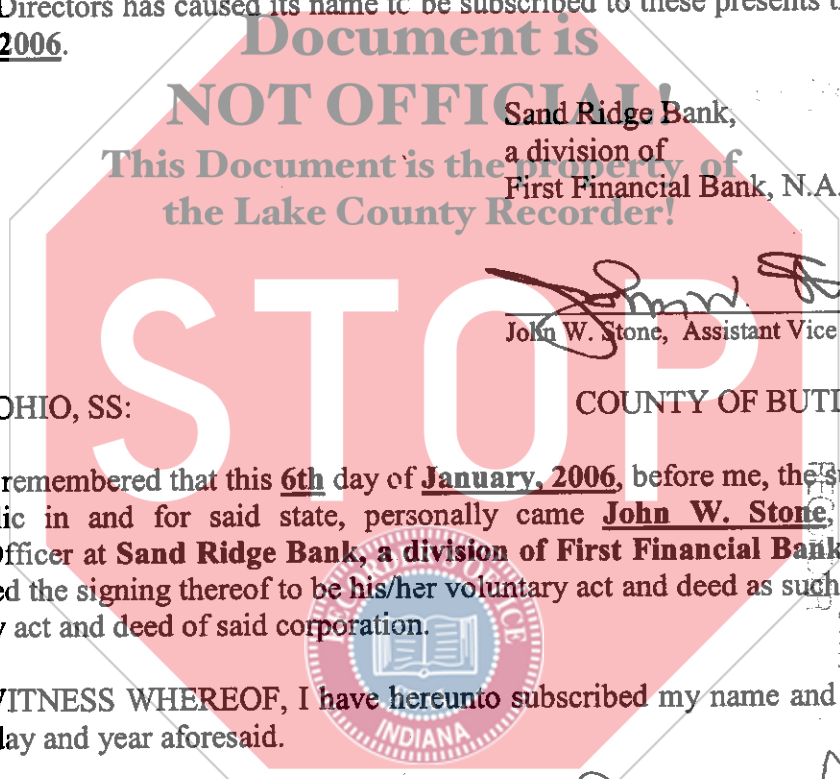 Directors has caused its name to be subscribed to these presents
2006.
Document is
NOT OFFICIAL!
This Document is the property of
the Lake County Recorder!
Sand Ridge Bank,
a division of
First Financial Bank, N.A.
STOP
John W. Stone
John W. Stone, Assistant Vice
OHIO, SS:
COUNTY OF
remembered that this 6th day of January, 2006, before me, the
in and for said state, personally came John W. Stone,
Officer at Sand Ridge Bank, a division of First Financial Bank
the signing thereof to be his/her voluntary act and deed as such
act and deed of said corporation.
RECORDER'S OFFICE
INDIANA
WITNESS WHEREOF, I have hereunto subscribed my name and
day and year aforesaid.